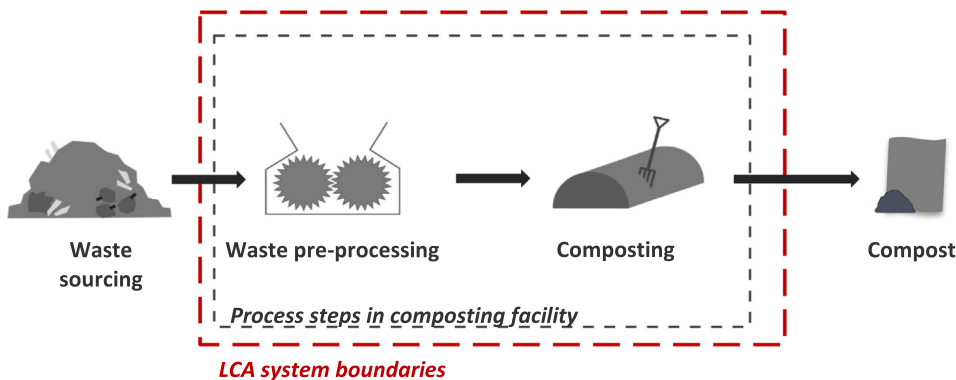 Waste
sourcing
Waste pre-processing
Composting
Compost
Process steps in composting facility
LCA system boundaries